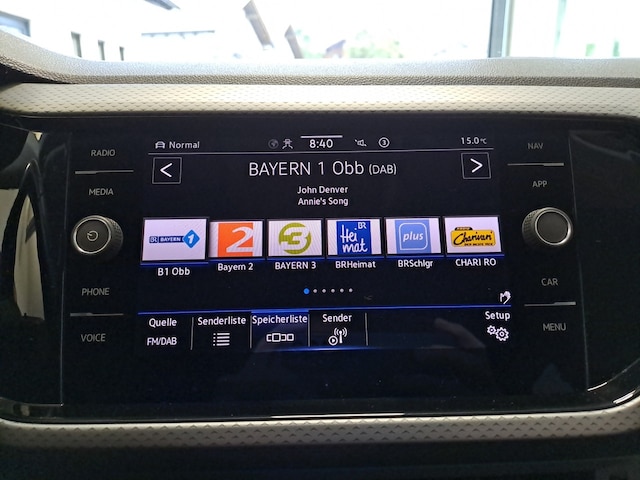 Normal
8:40
3
15.0°C
RADIO
MEDIA
PHONE
VOICE
NAV
APP
CAR
MENU
< BAYERN 1 Obb (DAB) >
John Denver
Annie's Song
BR BAYERN 1
2
3
BR Heimat
plus
Charivari
B1 Obb
Bayern 2
BAYERN 3
BRHeimat
BRSchlgr
CHARI RO
Quelle
Senderliste
Speicherliste
Sender
Setup
FM/DAB